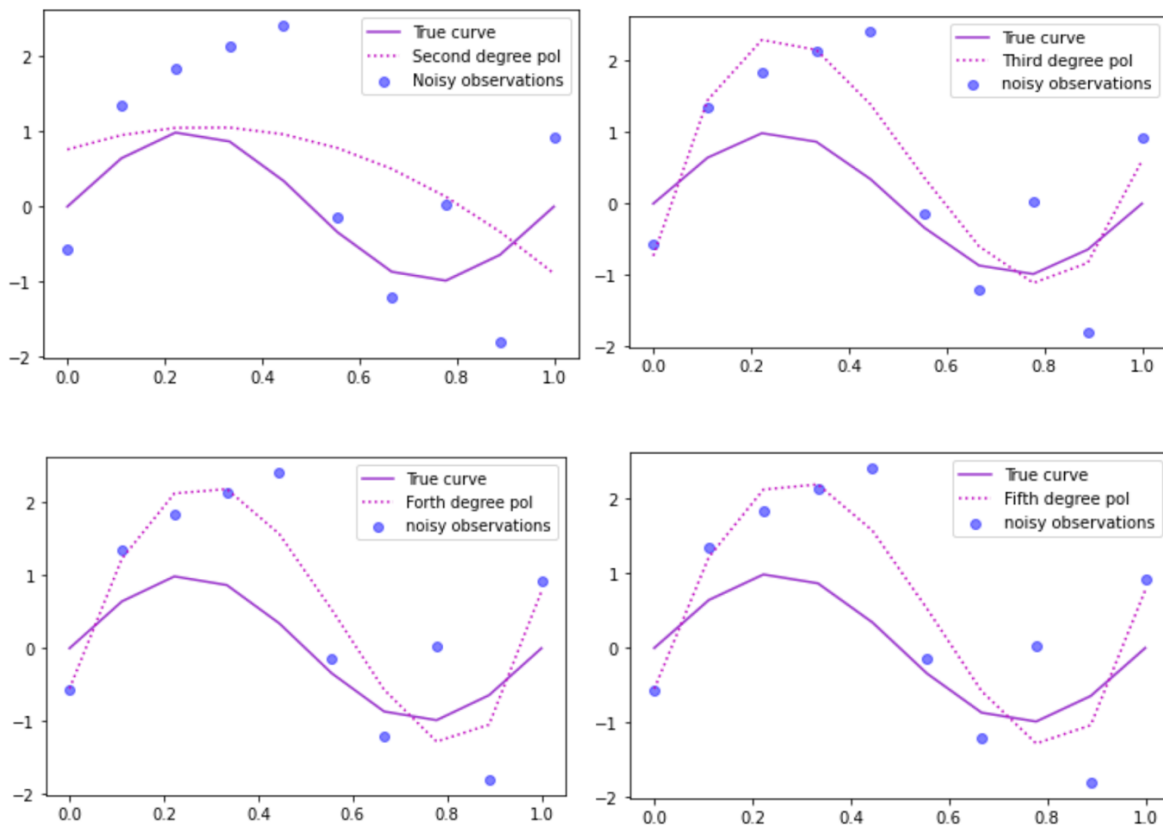 True curve
Second degree pol
Noisy observations
2
1
0
−1
−2
0.0 0.2 0.4 0.6 0.8 1.0
True curve
Third degree pol
noisy observations
2
1
0
−1
−2
0.0 0.2 0.4 0.6 0.8 1.0
True curve
Forth degree pol
noisy observations
2
1
0
−1
−2
0.0 0.2 0.4 0.6 0.8 1.0
True curve
Fifth degree pol
noisy observations
2
1
0
−1
−2
0.0 0.2 0.4 0.6 0.8 1.0